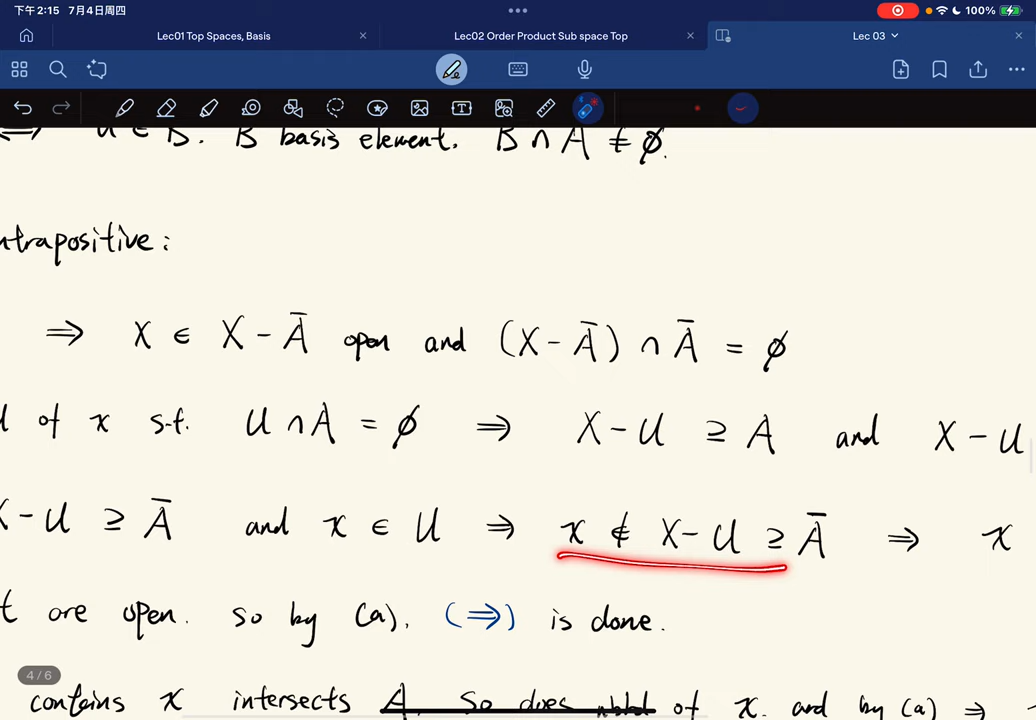 下午2:15 7月4日周四
100%
Lec01 Top Spaces, Basis
Lec02 Order Product Sub space Top
Lec 03
B. B basis element. B ∩ A ≠ ∅.
ntrapositive:
⇒ X ∈ X - Ā open and (X - Ā) ∩ Ā = ∅
of x s.t. U ∩ A = ∅ ⇒ X - U ⊇ A and X - U
X - U ⊇ Ā and x ∈ U ⇒ x ∉ X - U ⊇ Ā ⇒ x
t are open. so by (a). (⇒) is done.
4 / 6
contains x intersects A. So does nbhd of x. and by (a) ⇒